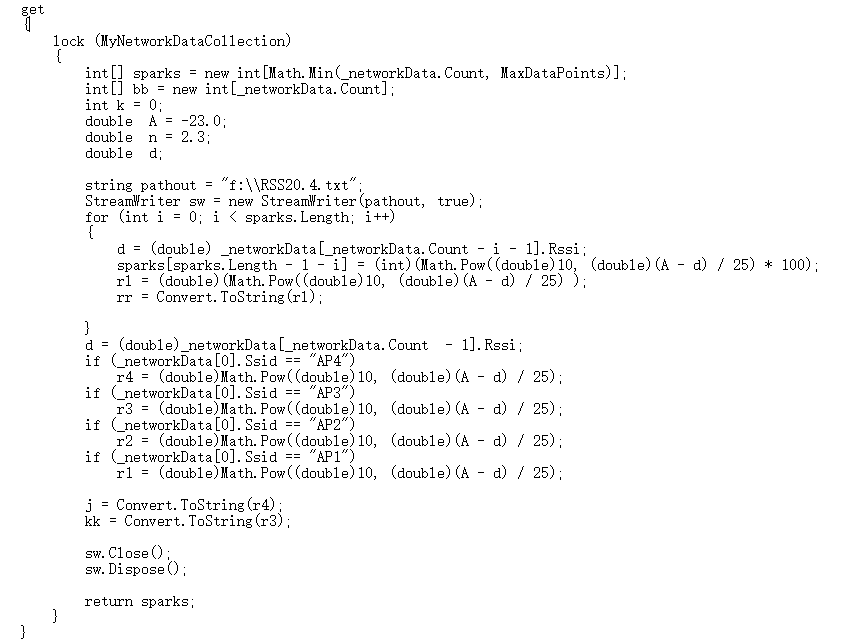 get
{
lock (MyNetworkDataCollection)
{
int[] sparks = new int[Math.Min(_networkData.Count, MaxDataPoints)];
int[] bb = new int[_networkData.Count];
int k = 0;
double  A = -23.0;
double  n = 2.3;
double  d;
string pathout = "f:\\RSS20.4.txt";
StreamWriter sw = new StreamWriter(pathout, true);
for (int i = 0; i < sparks.Length; i++)
{
d = (double) _networkData[_networkData.Count - i - 1].Rssi;
sparks[sparks.Length - 1 - i] = (int)(Math.Pow((double)10, (double)(A - d) / 25) * 100);
r1 = (double)(Math.Pow((double)10, (double)(A - d) / 25) );
rr = Convert.ToString(r1);
}
d = (double)_networkData[_networkData.Count  - 1].Rssi;
if (_networkData[0].Ssid == "AP4")
r4 = (double)Math.Pow((double)10, (double)(A - d) / 25);
if (_networkData[0].Ssid == "AP3")
r3 = (double)Math.Pow((double)10, (double)(A - d) / 25);
if (_networkData[0].Ssid == "AP2")
r2 = (double)Math.Pow((double)10, (double)(A - d) / 25);
if (_networkData[0].Ssid == "AP1")
r1 = (double)Math.Pow((double)10, (double)(A - d) / 25);
j = Convert.ToString(r4);
kk = Convert.ToString(r3);
sw.Close();
sw.Dispose();
return sparks;
}
}